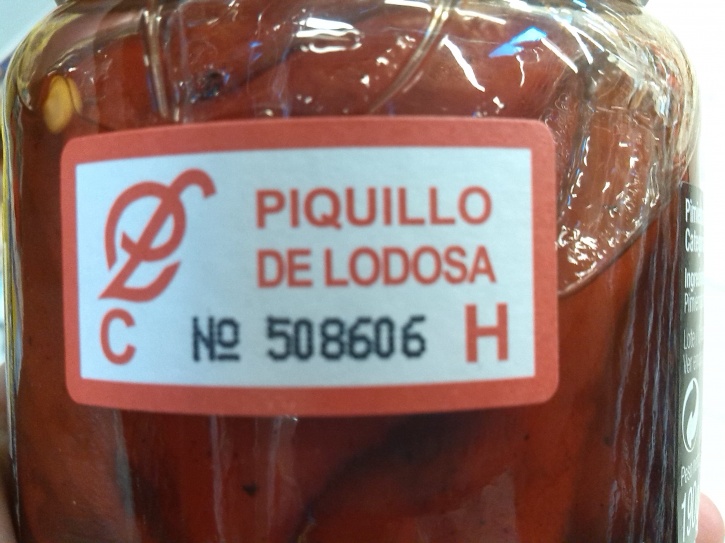 PIQUILLO
DE LODOSA
C Nº 508606 H